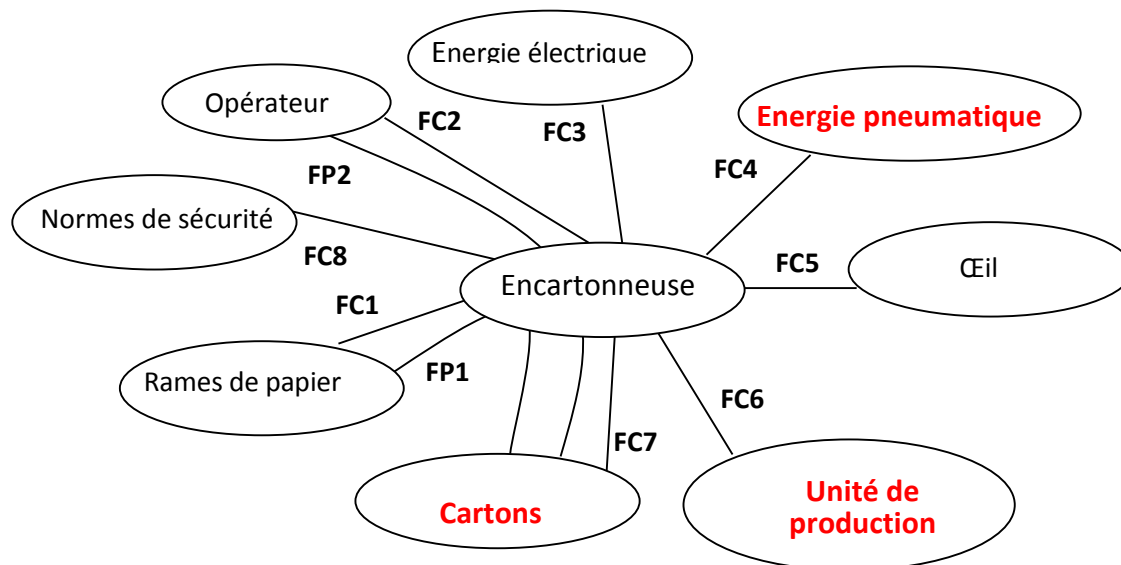 Energie électrique
Opérateur
FC2
FC3
Energie pneumatique
FP2
FC4
Normes de sécurité
FC8
Encartonneuse
FC5
Œil
FC1
Rames de papier
FP1
FC6
FC7
Cartons
Unité de
production